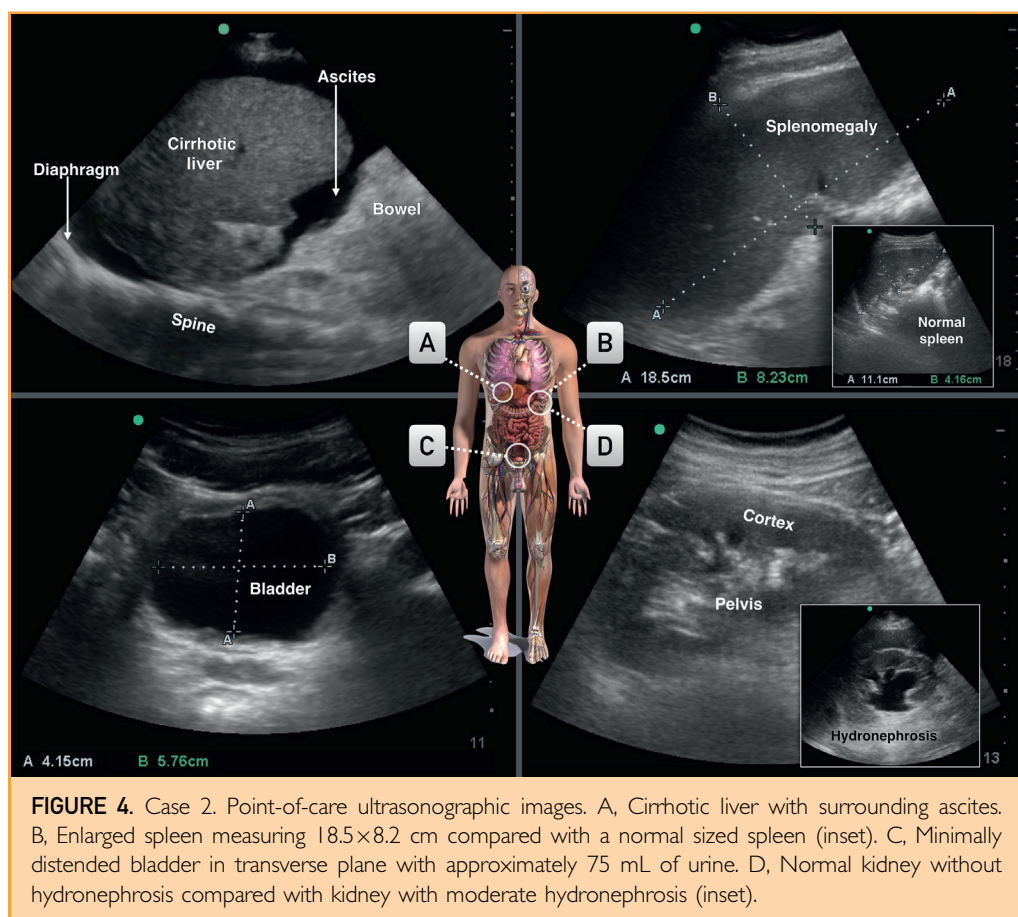 Ascites
Cirrhotic
liver
Diaphragm
Bowel
Spine
B
A
Splenomegaly
A
Normal
spleen
A 11.1cm B 4.16cm
18
A 18.5cm B 8.23cm
A
B
C
D
A
B
Bladder
A
11
A 4.15cm B 5.76cm
Cortex
Pelvis
Hydronephrosis
13
FIGURE 4. Case 2. Point-of-care ultrasonographic images. A, Cirrhotic liver with surrounding ascites.
B, Enlarged spleen measuring 18.5×8.2 cm compared with a normal sized spleen (inset). C, Minimally
distended bladder in transverse plane with approximately 75 mL of urine. D, Normal kidney without
hydronephrosis compared with kidney with moderate hydronephrosis (inset).